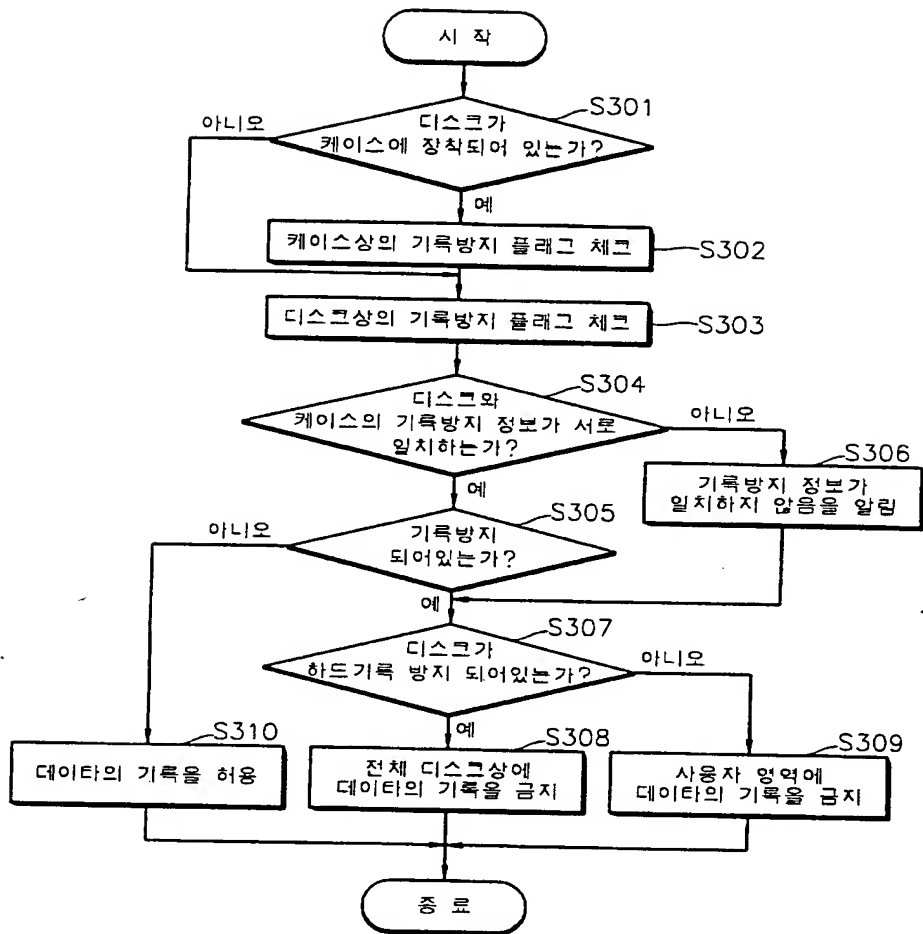 시 작
S301
아니오
디스크가
케이스에 장착되어 있는가?
예
케이스상의 기록방지 플래그 체크
S302
디스크상의 기록방지 플래그 체크
S303
S304
디스크와
케이스의 기록방지 정보가 서로
일치하는가?
아니오
예
S306
기록방지 정보가
일치하지 않음을 알림
S305
아니오
기록방지
되어있는가?
예
S307
디스크가
하드기록 방지 되어있는가?
아니오
예
S310
데이타의 기록을 허용
S308
전체 디스크상에
데이타의 기록을 금지
S309
사용자 영역에
데이타의 기록을 금지
종 료